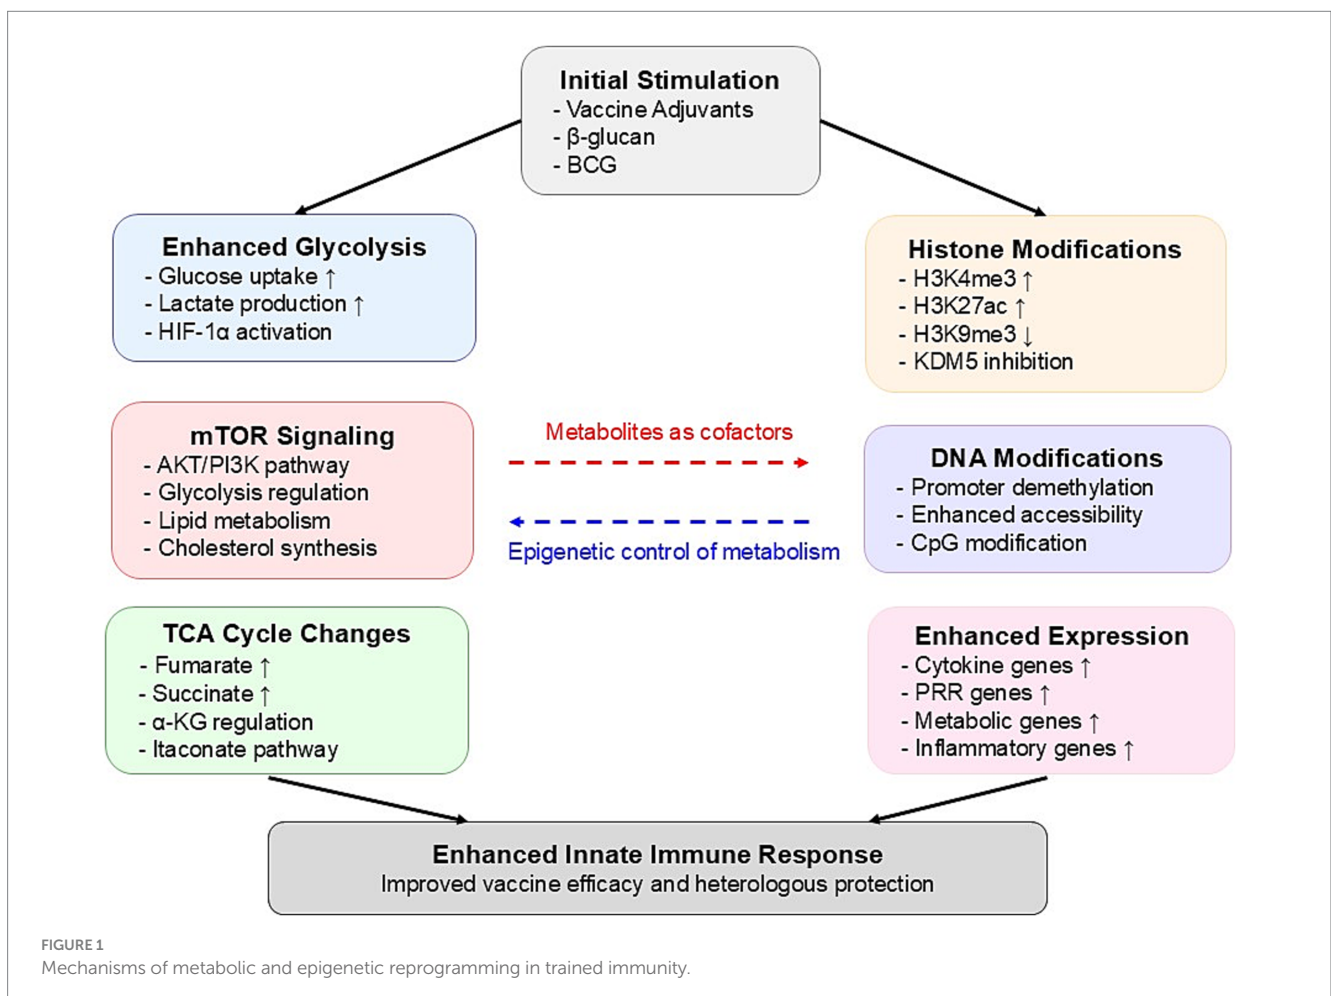 Initial Stimulation
- Vaccine Adjuvants
- β-glucan
- BCG
Enhanced Glycolysis
- Glucose uptake ↑
- Lactate production ↑
- HIF-1α activation
Histone Modifications
- H3K4me3 ↑
- H3K27ac ↑
- H3K9me3 ↓
- KDM5 inhibition
mTOR Signaling
- AKT/PI3K pathway
- Glycolysis regulation
- Lipid metabolism
- Cholesterol synthesis
Metabolites as cofactors
Epigenetic control of metabolism
DNA Modifications
- Promoter demethylation
- Enhanced accessibility
- CpG modification
TCA Cycle Changes
- Fumarate ↑
- Succinate ↑
- α-KG regulation
- Itaconate pathway
Enhanced Expression
- Cytokine genes ↑
- PRR genes ↑
- Metabolic genes ↑
- Inflammatory genes ↑
Enhanced Innate Immune Response
Improved vaccine efficacy and heterologous protection
FIGURE 1
Mechanisms of metabolic and epigenetic reprogramming in trained immunity.